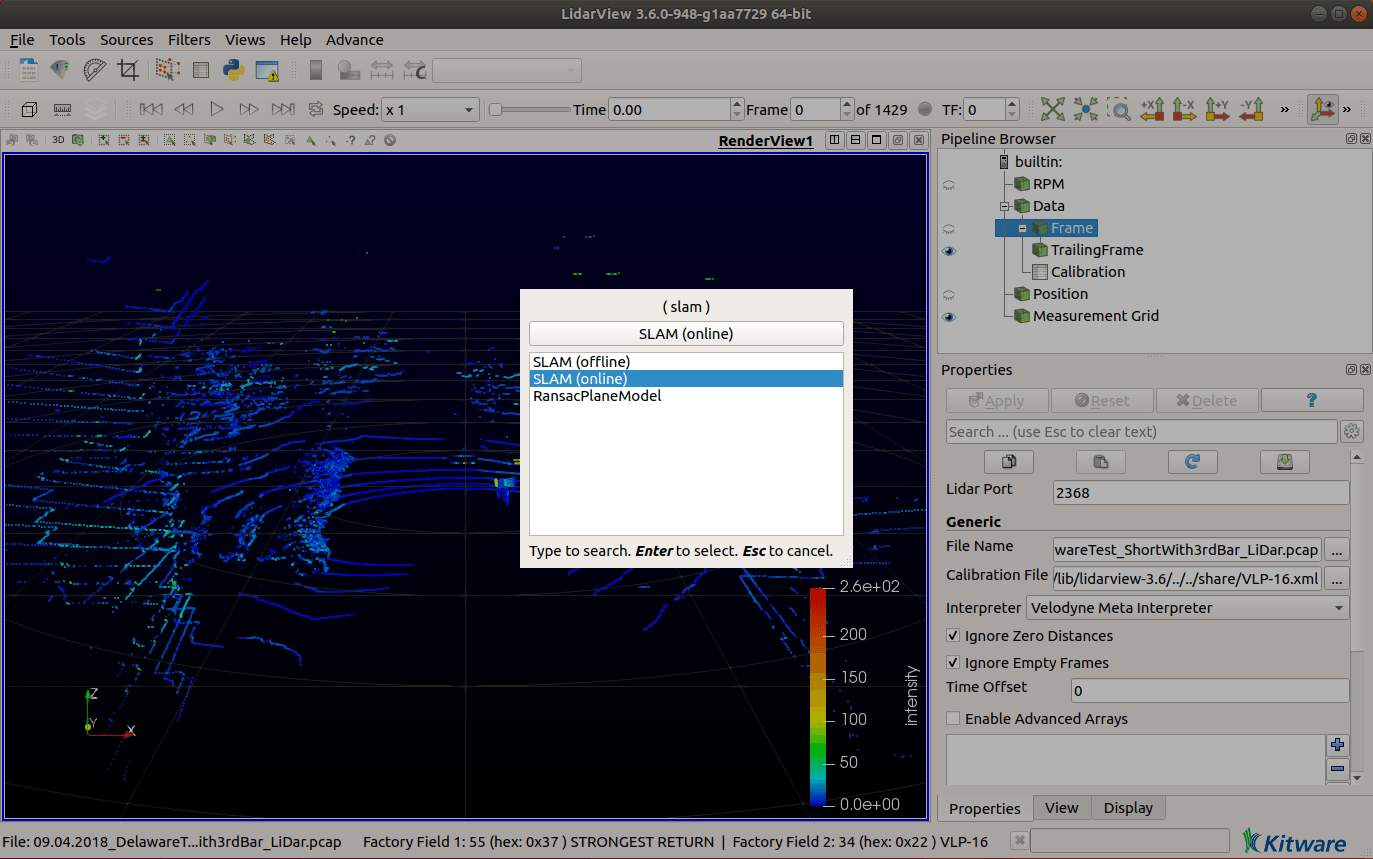 LidarView 3.6.0-948-g1aa7729 64-bit
File Tools Sources Filters Views Help Advance
Speed: x 1 Time 0.00 Frame 0 of 1429 TF: 0 +X -X +Y -Y » »
3D RenderView1
Pipeline Browser
builtin:
RPM
Data
Frame
TrailingFrame
Calibration
Position
Measurement Grid
( slam )
SLAM (online)
SLAM (offline)
SLAM (online)
RansacPlaneModel
Type to search. Enter to select. Esc to cancel.
2.6e+02
200
150
100
50
0.0e+00
intensity
Z
Y
X
Properties
Apply Reset Delete ?
Search ... (use Esc to clear text)
Lidar Port 2368
Generic
File Name wareTest_ShortWith3rdBar_LiDar.pcap ...
Calibration File /lib/lidarview-3.6/../../share/VLP-16.xml ...
Interpreter Velodyne Meta Interpreter
Ignore Zero Distances
Ignore Empty Frames
Time Offset 0
Enable Advanced Arrays
Properties View Display
File: 09.04.2018_DelawareT...ith3rdBar_LiDar.pcap Factory Field 1: 55 (hex: 0x37 ) STRONGEST RETURN | Factory Field 2: 34 (hex: 0x22 ) VLP-16
Kitware